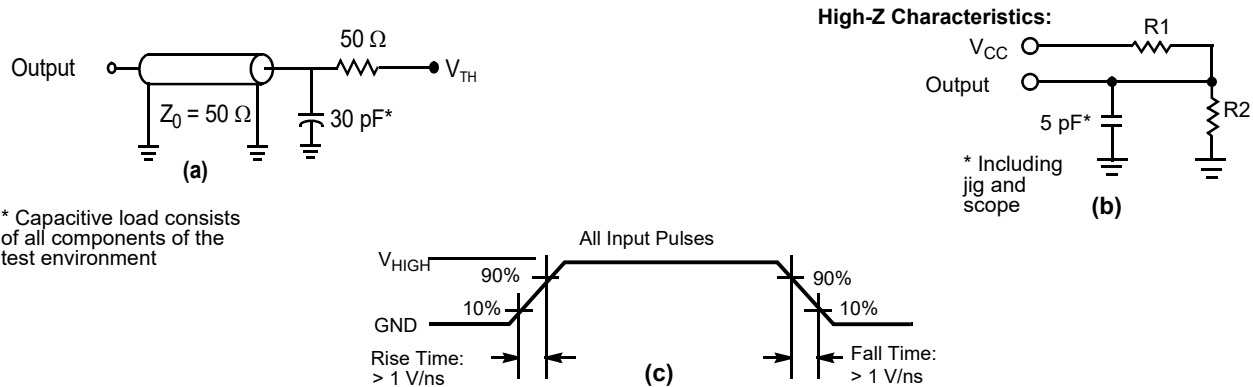 High-Z Characteristics:
50 Ω
Output
V_TH
Z_0 = 50 Ω
30 pF*
(a)
* Capacitive load consists
of all components of the
test environment
R1
V_CC
Output
R2
5 pF*
* Including
jig and
scope
(b)
All Input Pulses
V_HIGH
90%
90%
10%
10%
GND
Rise Time:
> 1 V/ns
Fall Time:
> 1 V/ns
(c)